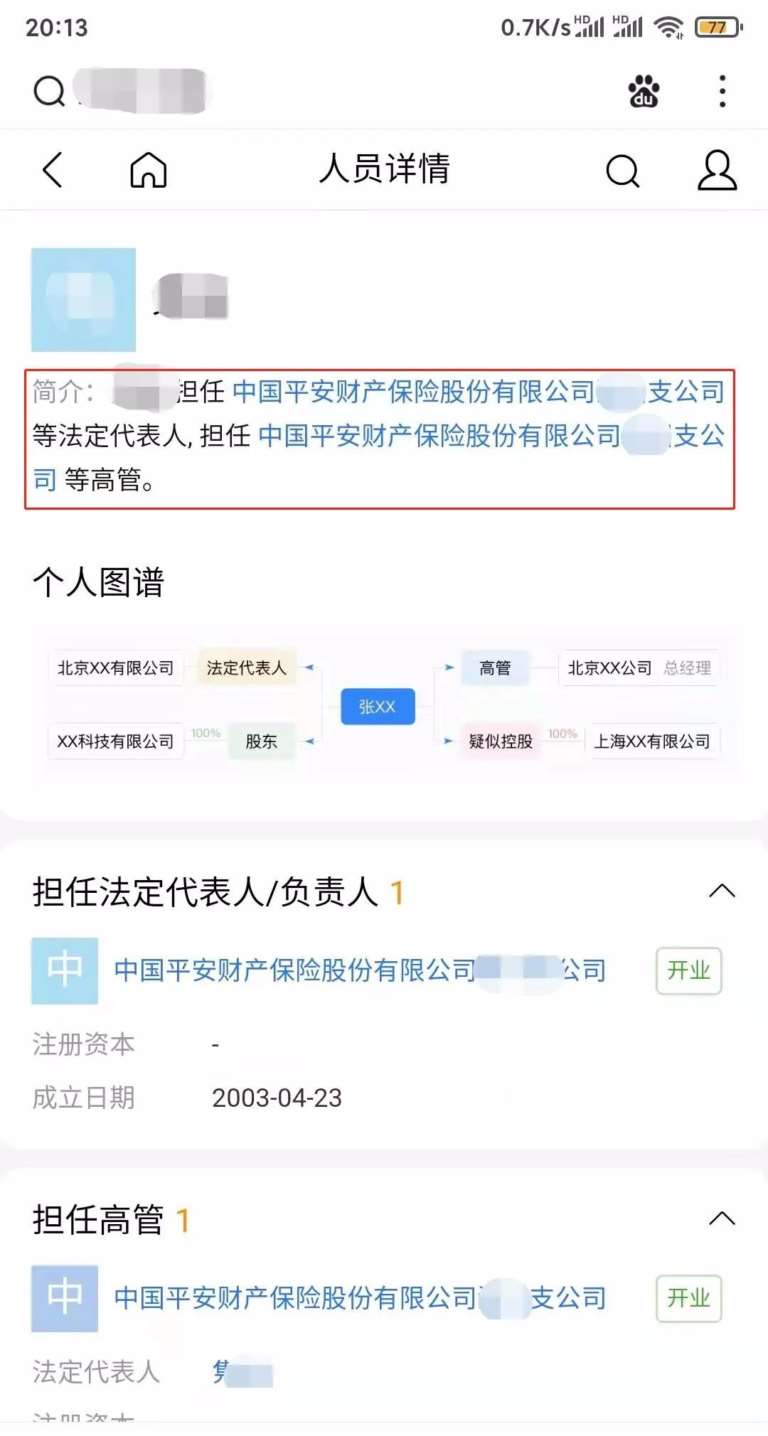 20:13
0.7K/s HD HD 77
du
人员详情
简介: 担任 中国平安财产保险股份有限公司 支公司
等法定代表人, 担任 中国平安财产保险股份有限公司 支公
司 等高管。
个人图谱
北京XX有限公司 法定代表人 高管 北京XX公司 总经理
张XX
XX科技有限公司 100% 股东 疑似控股 100% 上海XX有限公司
担任法定代表人/负责人 1
中 中国平安财产保险股份有限公司 公司 开业
注册资本 -
成立日期 2003-04-23
担任高管 1
中 中国平安财产保险股份有限公司 支公司 开业
法定代表人